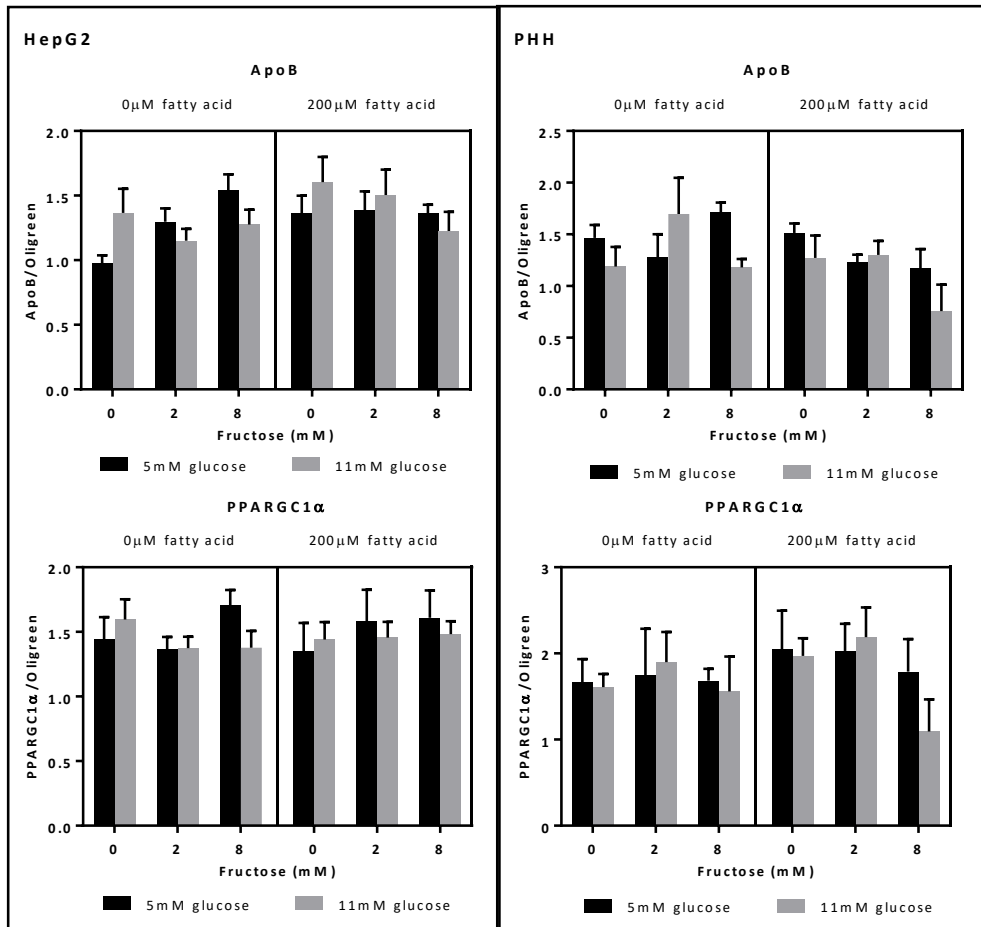 HepG2
ApoB
0µM fatty acid 200µM fatty acid
2.0
1.5
1.0
0.5
0.0
ApoB/Oligreen
0 2 8 0 2 8
Fructose (mM)
5mM glucose 11mM glucose
PPARGC1α
0µM fatty acid 200µM fatty acid
2.0
1.5
1.0
0.5
0.0
PPARGC1α/Oligreen
0 2 8 0 2 8
Fructose (mM)
5mM glucose 11mM glucose
PHH
ApoB
0µM fatty acid 200µM fatty acid
2.5
2.0
1.5
1.0
0.5
0.0
ApoB/Oligreen
0 2 8 0 2 8
Fructose (mM)
5mM glucose 11mM glucose
PPARGC1α
0µM fatty acid 200µM fatty acid
3
2
1
0
PPARGC1α/Oligreen
0 2 8 0 2 8
Fructose (mM)
5mM glucose 11mM glucose